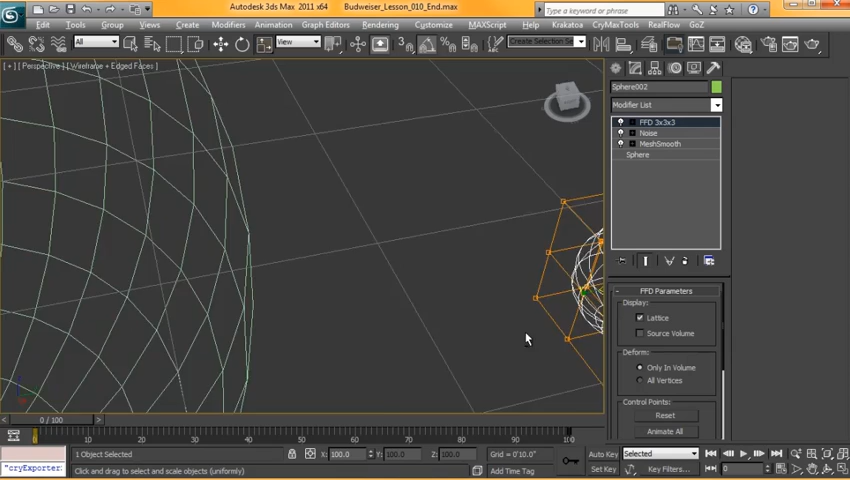 Autodesk 3ds Max 2011 x64 Budweiser_Lesson_010_End.max
Type a keyword or phrase
Edit Tools Group Views Create Modifiers Animation Graph Editors Rendering Customize MAXScript Help Krakatoa CryMaxTools RealFlow GoZ
All View 3 Create Selection Se
[ + ] [ Perspective ] [ Wireframe + Edged Faces ]
Sphere002
Modifier List
FFD 3x3x3
Noise
MeshSmooth
Sphere
FFD Parameters
Display:
Lattice
Source Volume
Deform:
Only In Volume
All Vertices
Control Points:
Reset
Animate All
0 / 100
0 10 20 30 40 50 60 70 80 90 100
1 Object Selected X: 100.0 Y: 100.0 Z: 100.0 Grid = 0'10.0" Auto Key Selected
"cryExporter: Click and drag to select and scale objects (uniformly) Add Time Tag Set Key Key Filters... 0